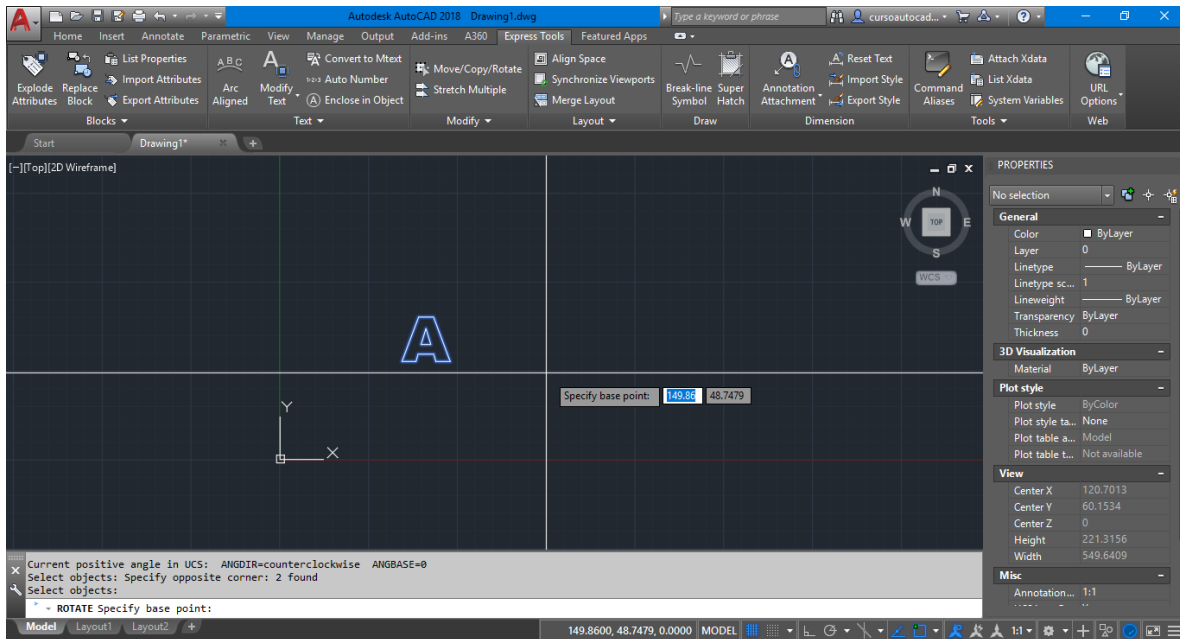 A Autodesk AutoCAD 2018 Drawing1.dwg Type a keyword or phrase cursoautocad...
Home Insert Annotate Parametric View Manage Output Add-ins A360 Express Tools Featured Apps
Explode Attributes
Replace Block
List Properties
Import Attributes
Export Attributes
Blocks
ABC
Arc Aligned
A
Modify Text
Convert to Mtext
Auto Number
Enclose in Object
Text
Move/Copy/Rotate
Stretch Multiple
Modify
Align Space
Synchronize Viewports
Merge Layout
Layout
Break-line Symbol
Super Hatch
Draw
Annotation Attachment
Reset Text
Import Style
Export Style
Dimension
Command Aliases
Attach Xdata
List Xdata
System Variables
Tools
URL Options
Web
Start Drawing1* +
[−][Top][2D Wireframe]
N
W TOP E
S
WCS
A
Specify base point: 149.86 48.7479
Y
X
PROPERTIES
No selection
General
Color ByLayer
Layer 0
Linetype ByLayer
Linetype sc... 1
Lineweight ByLayer
Transparency ByLayer
Thickness 0
3D Visualization
Material ByLayer
Plot style
Plot style ByColor
Plot style ta... None
Plot table a... Model
Plot table t... Not available
View
Center X 120.7013
Center Y 60.1534
Center Z 0
Height 221.3156
Width 549.6409
Misc
Annotation... 1:1
Current positive angle in UCS: ANGDIR=counterclockwise ANGBASE=0
Select objects: Specify opposite corner: 2 found
Select objects:
ROTATE Specify base point:
Model Layout1 Layout2 +
149.8600, 48.7479, 0.0000 MODEL 1:1